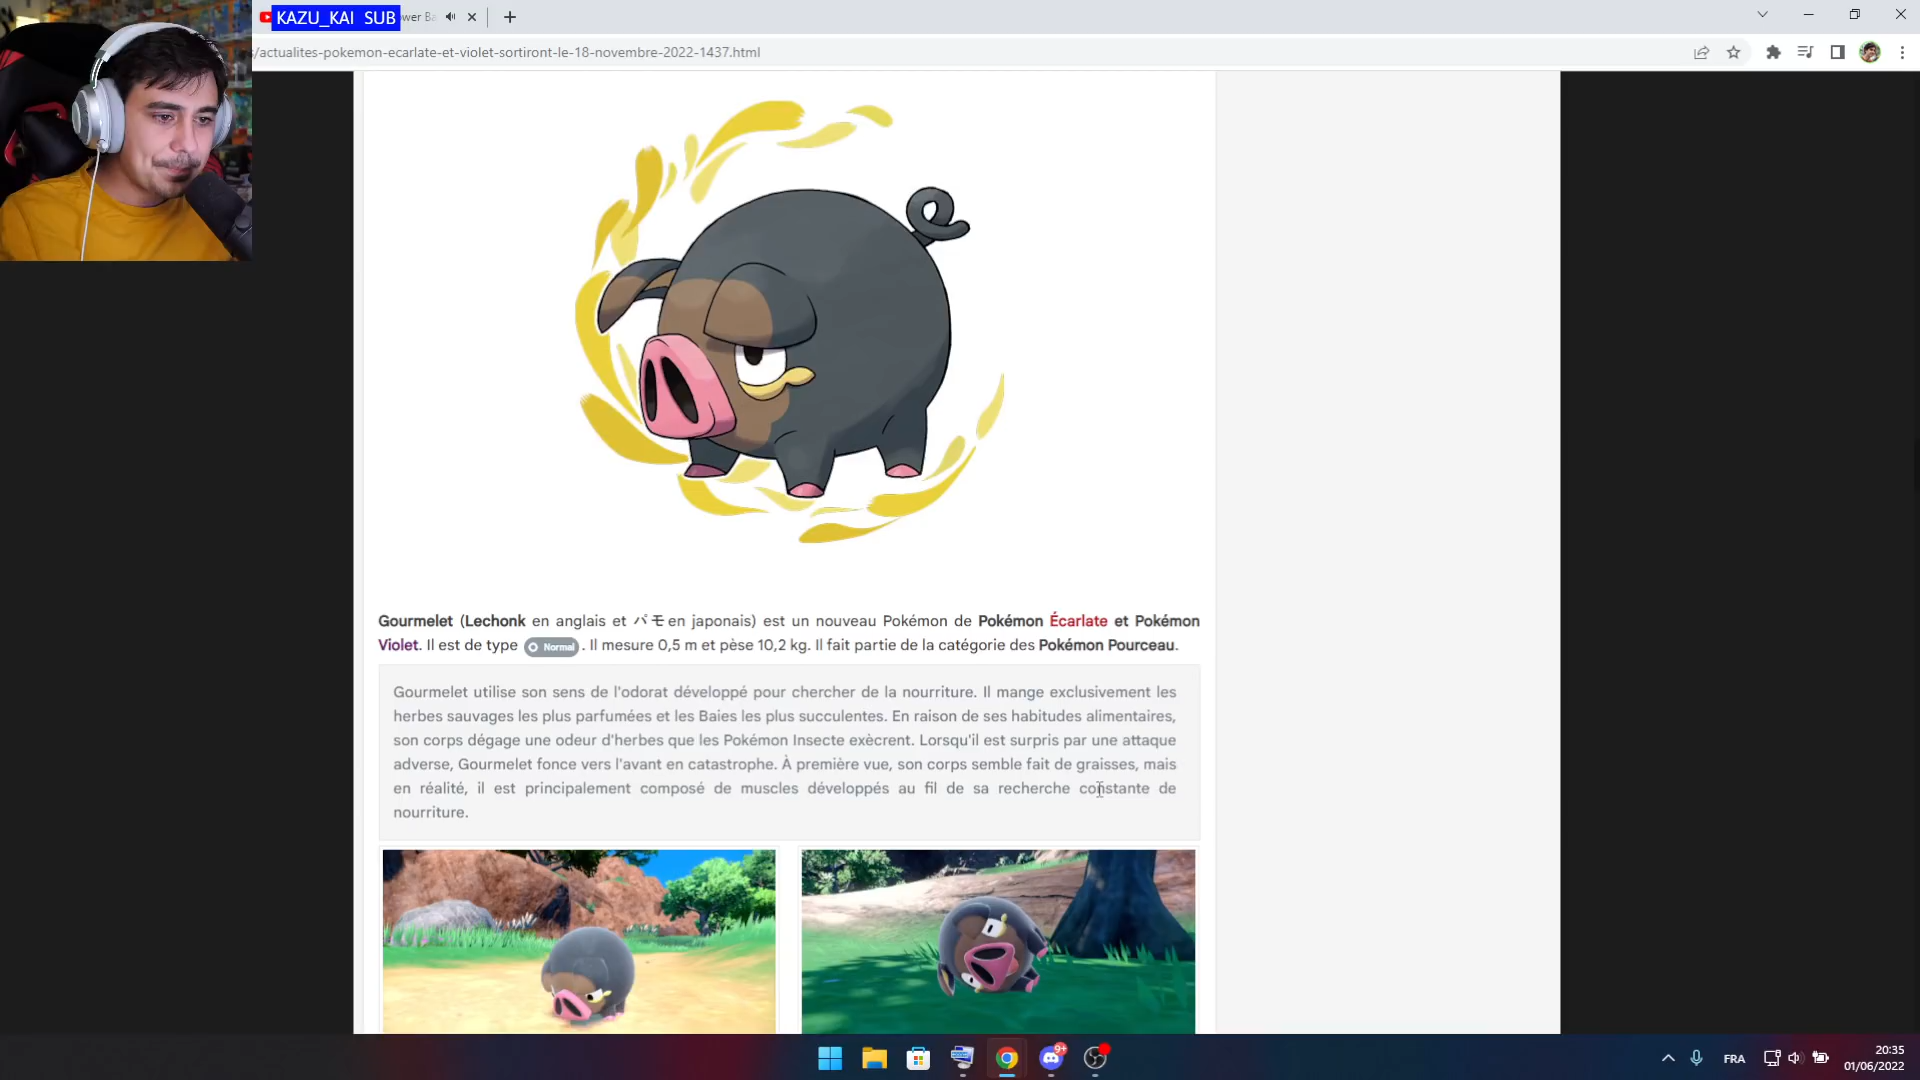 KAZU_KAI SUB
ower Ba
/actualites-pokemon-ecarlate-et-violet-sortiront-le-18-novembre-2022-1437.html
Gourmelet (Lechonk en anglais et パモ en japonais) est un nouveau Pokémon de Pokémon Écarlate et Pokémon
Violet. Il est de type Normal . Il mesure 0,5 m et pèse 10,2 kg. Il fait partie de la catégorie des Pokémon Pourceau.
Gourmelet utilise son sens de l'odorat développé pour chercher de la nourriture. Il mange exclusivement les
herbes sauvages les plus parfumées et les Baies les plus succulentes. En raison de ses habitudes alimentaires,
son corps dégage une odeur d'herbes que les Pokémon Insecte exècrent. Lorsqu'il est surpris par une attaque
adverse, Gourmelet fonce vers l'avant en catastrophe. À première vue, son corps semble fait de graisses, mais
en réalité, il est principalement composé de muscles développés au fil de sa recherche constante de
nourriture.
9+
FRA
20:35
01/06/2022